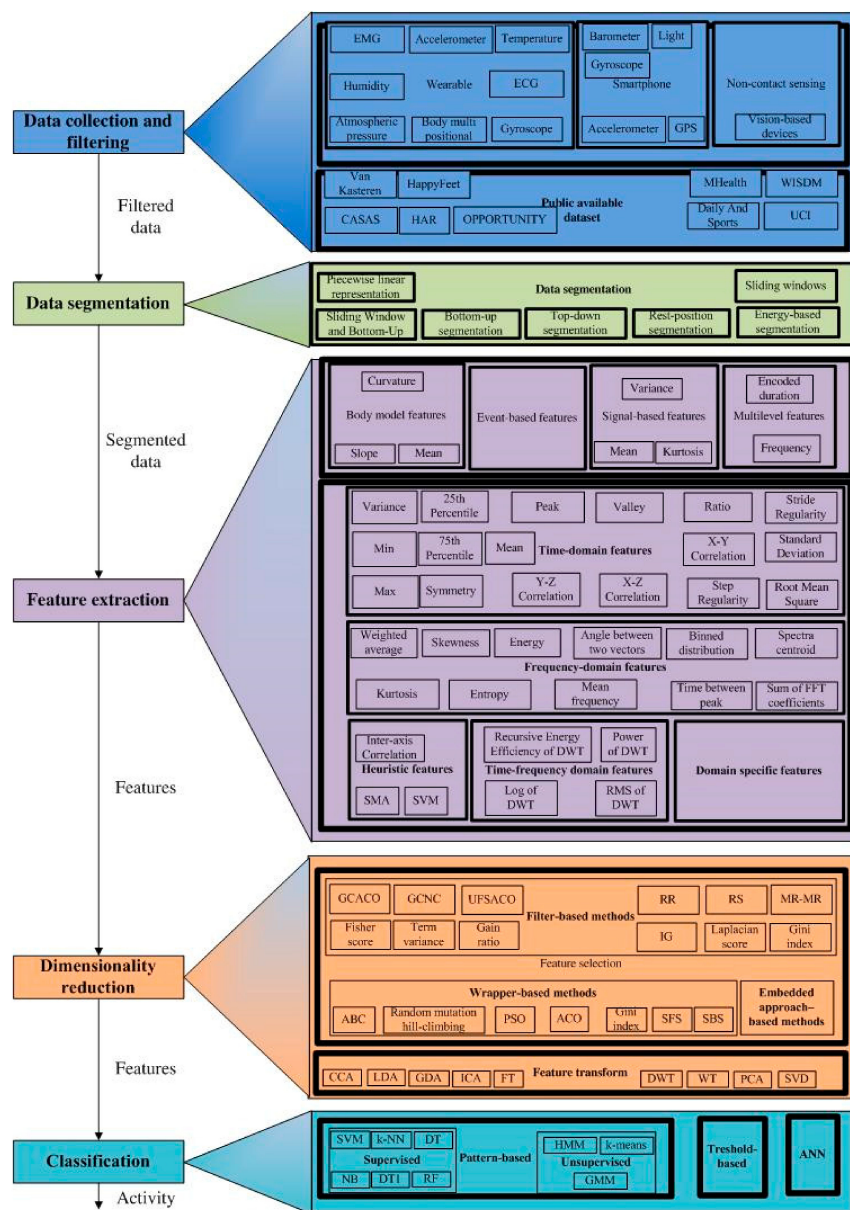 EMG
Accelerometer
Temperature
Barometer
Light
Gyroscope
Humidity
Wearable
ECG
Smartphone
Non-contact sensing
Data collection and
filtering
Atmospheric
pressure
Body multi
positional
Gyroscope
Accelerometer
GPS
Vision-based
devices
Van
Kasteren
HappyFeet
MHealth
WISDM
Public available
dataset
CASAS
HAR
OPPORTUNITY
Daily And
Sports
UCI
Filtered
data
Data segmentation
Piecewise linear
representation
Data segmentation
Sliding windows
Sliding Window
and Bottom-Up
Bottom-up
segmentation
Top-down
segmentation
Rest-position
segmentation
Energy-based
segmentation
Segmented
data
Curvature
Body model features
Slope
Mean
Event-based features
Variance
Signal-based features
Mean
Kurtosis
Encoded
duration
Multilevel features
Frequency
Feature extraction
Variance
25th
Percentile
Peak
Valley
Ratio
Stride
Regularity
Min
75th
Percentile
Mean
Time-domain features
X-Y
Correlation
Standard
Deviation
Max
Symmetry
Y-Z
Correlation
X-Z
Correlation
Step
Regularity
Root Mean
Square
Weighted
average
Skewness
Energy
Angle between
two vectors
Binned
distribution
Spectra
centroid
Frequency-domain features
Kurtosis
Entropy
Mean
frequency
Time between
peak
Sum of FFT
coefficients
Inter-axis
Correlation
Heuristic features
SMA
SVM
Recursive Energy
Efficiency of DWT
Power
of DWT
Time-frequency domain features
Log of
DWT
RMS of
DWT
Domain specific features
Features
Dimensionality
reduction
GCACO
GCNC
UFSACO
RR
RS
MR-MR
Filter-based methods
Fisher
score
Term
variance
Gain
ratio
IG
Laplacian
score
Gini
index
Feature selection
Wrapper-based methods
ABC
Random mutation
hill-climbing
PSO
ACO
Gini
index
SFS
SBS
Embedded
approach–
based methods
Features
CCA
LDA
GDA
ICA
FT
Feature transform
DWT
WT
PCA
SVD
Classification
SVM
k-NN
DT
Supervised
NB
DT1
RF
Pattern-based
HMM
k-means
Unsupervised
GMM
Treshold-
based
ANN
Activity